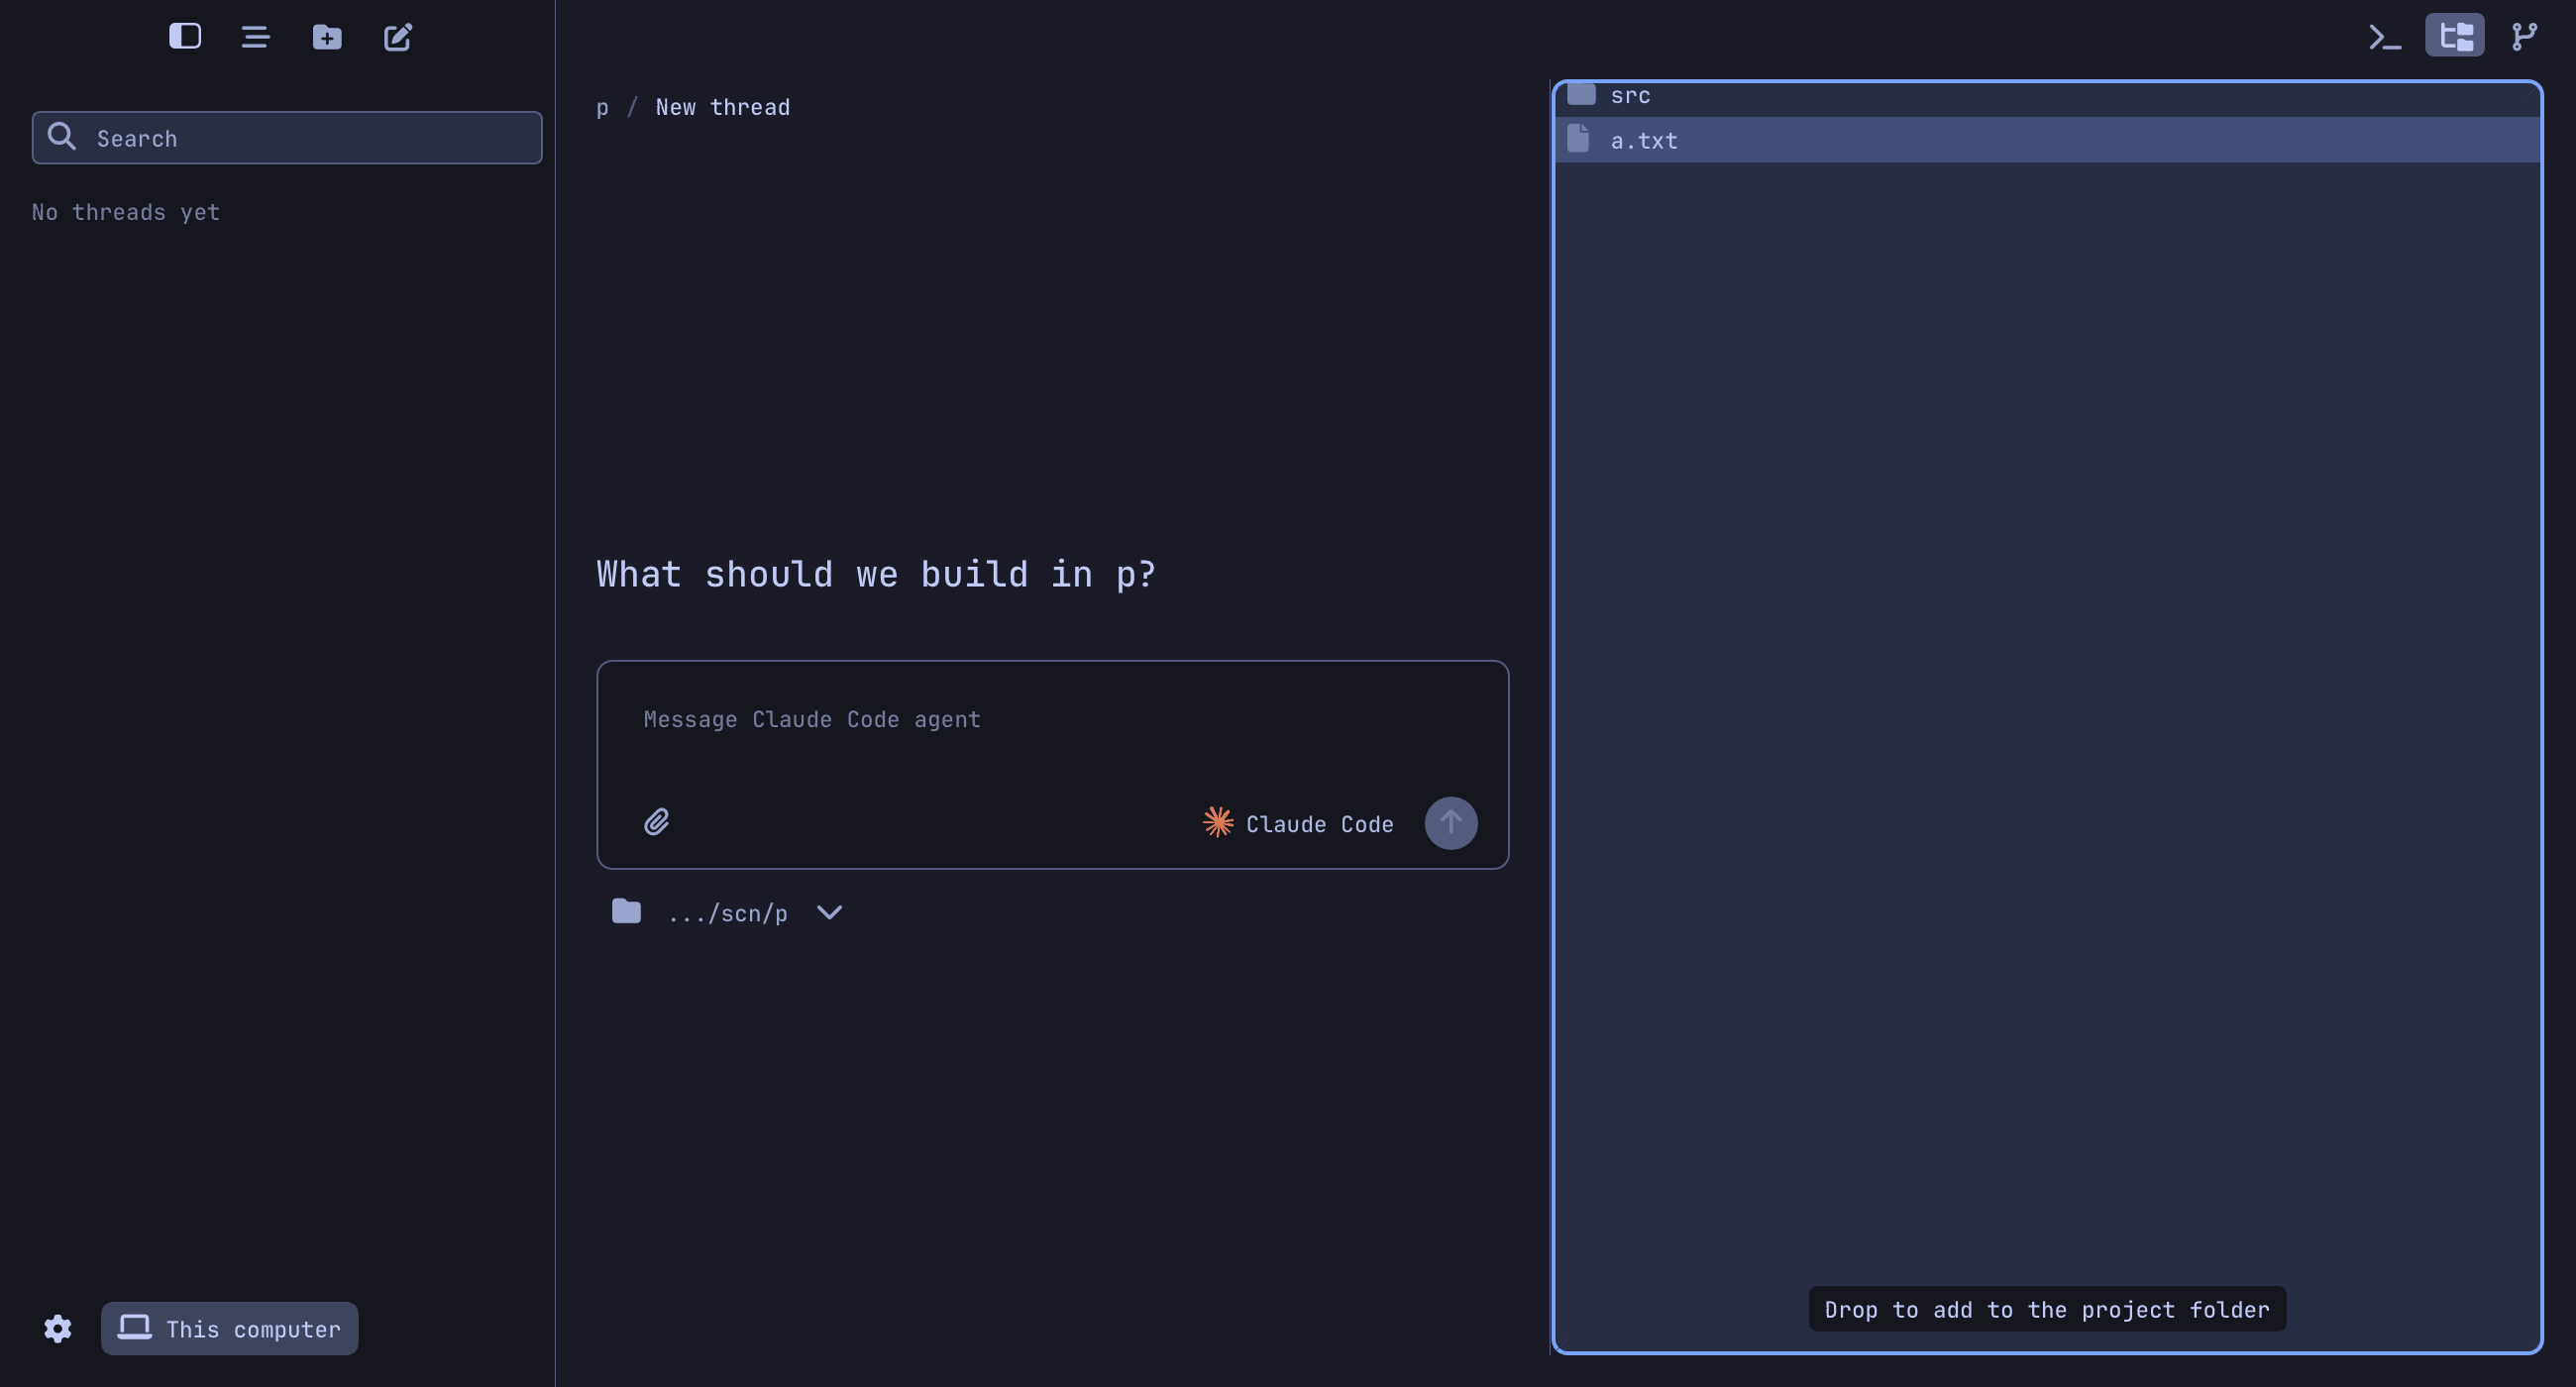 Search
No threads yet
This computer
p / New thread
What should we build in p?
Message Claude Code agent
Claude Code
.../scn/p
src
a.txt
Drop to add to the project folder